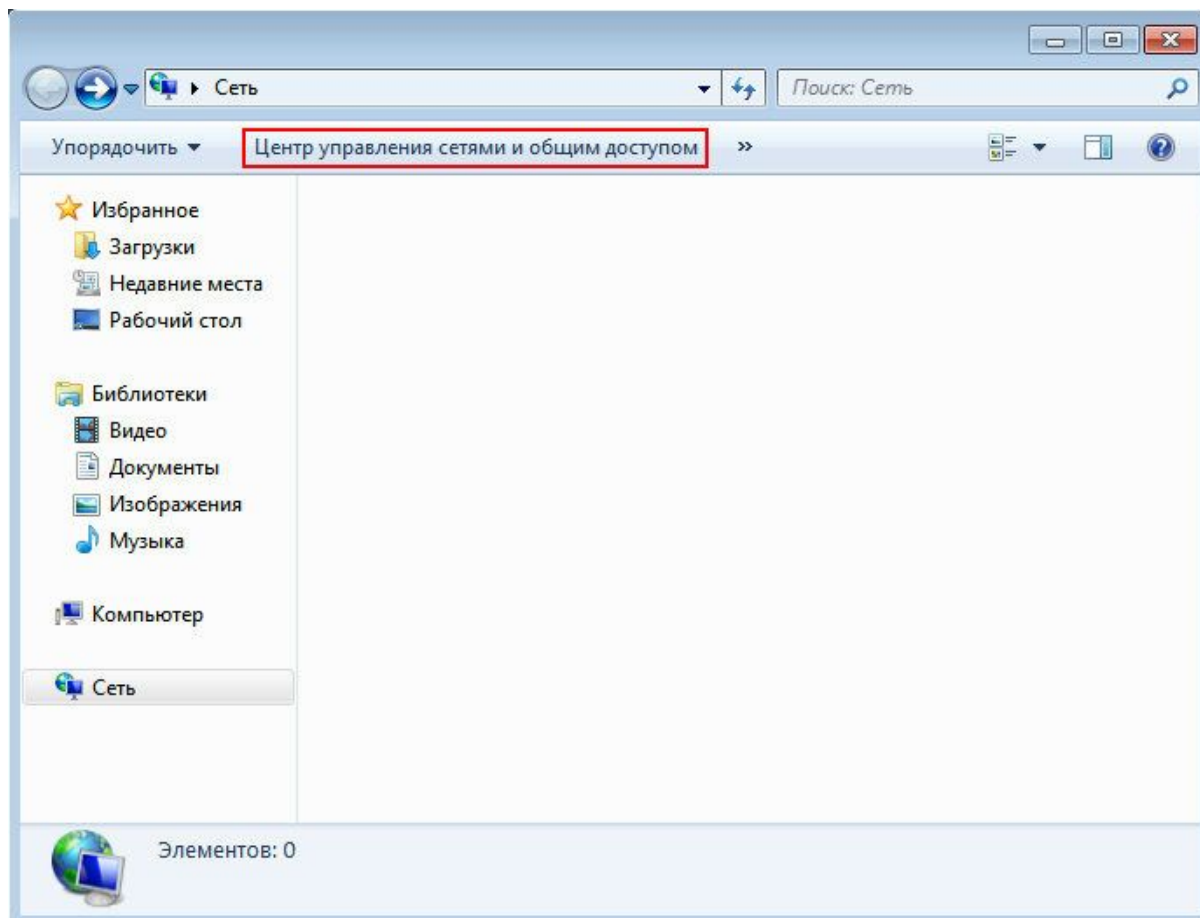 Сеть
Поиск: Сеть
Упорядочить
Центр управления сетями и общим доступом
»
Избранное
Загрузки
Недавние места
Рабочий стол
Библиотеки
Видео
Документы
Изображения
Музыка
Компьютер
Сеть
Элементов: 0